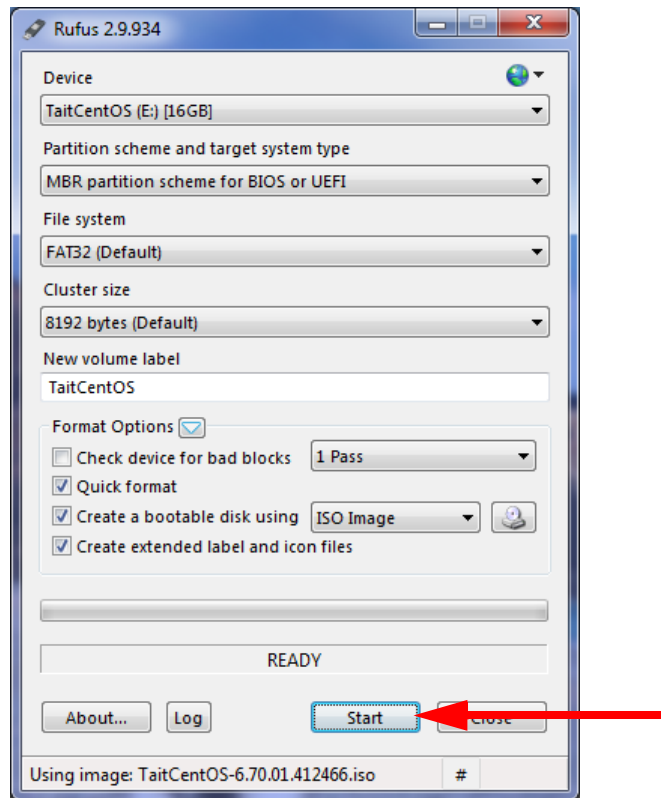 Rufus 2.9.934
Device
TaitCentOS (E:) [16GB]
Partition scheme and target system type
MBR partition scheme for BIOS or UEFI
File system
FAT32 (Default)
Cluster size
8192 bytes (Default)
New volume label
TaitCentOS
Format Options
Check device for bad blocks 1 Pass
Quick format
Create a bootable disk using ISO Image
Create extended label and icon files
READY
About... Log Start Close
Using image: TaitCentOS-6.70.01.412466.iso #